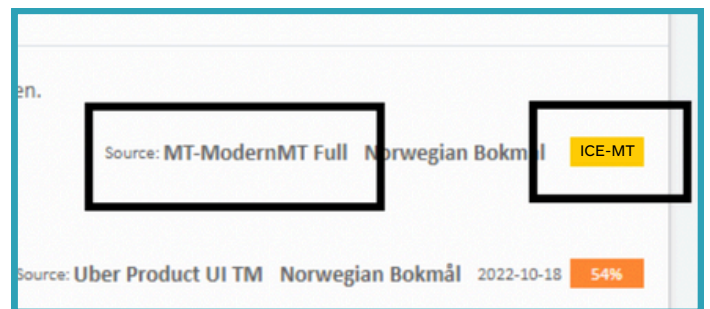 en.
Source: MT-ModernMT Full Norwegian Bokmål ICE-MT
Source: Uber Product UI TM Norwegian Bokmål 2022-10-18 54%